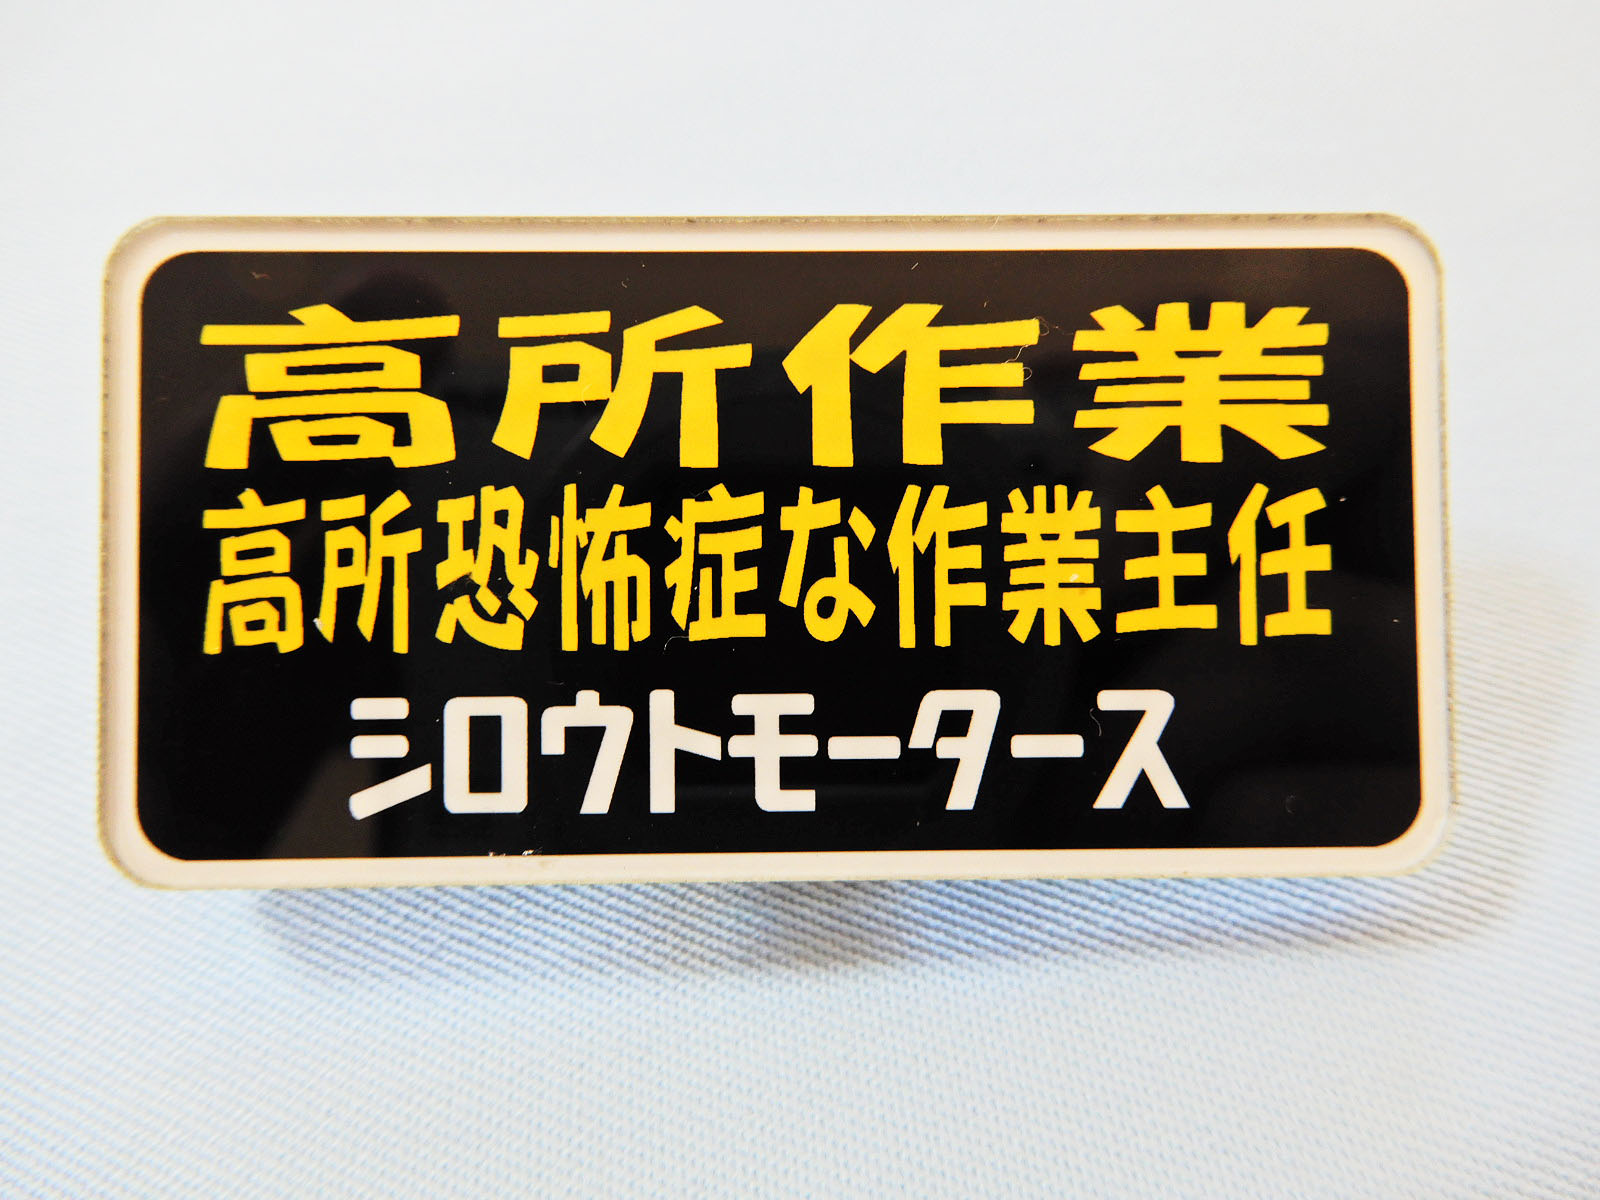 高所作業
高所恐怖症な作業主任
シロウトモータース